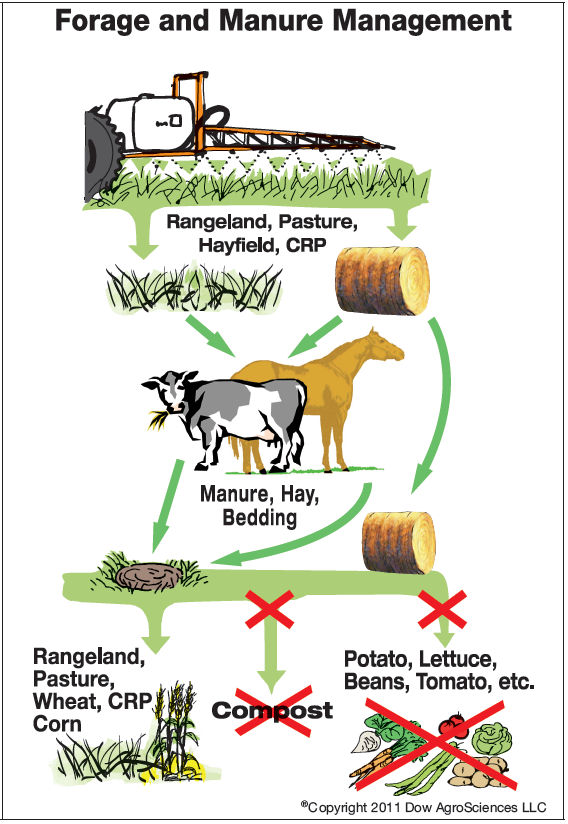 Forage and Manure Management
Rangeland, Pasture,
Hayfield, CRP
Manure, Hay,
Bedding
Rangeland,
Pasture,
Wheat, CRP
Corn
Compost
Potato, Lettuce,
Beans, Tomato, etc.
®Copyright 2011 Dow AgroSciences LLC